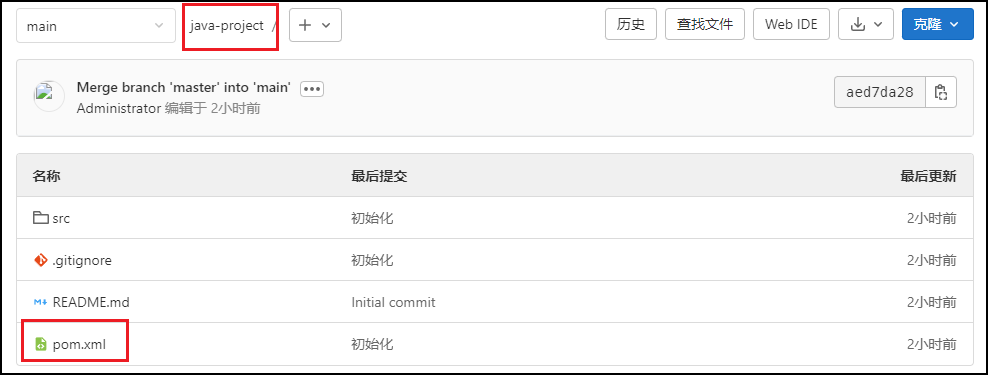 main java-project / 历史 查找文件 Web IDE 克隆
Merge branch 'master' into 'main'
Administrator 编辑于 2小时前
aed7da28
名称 最后提交 最后更新
src 初始化 2小时前
.gitignore 初始化 2小时前
README.md Initial commit 2小时前
pom.xml 初始化 2小时前